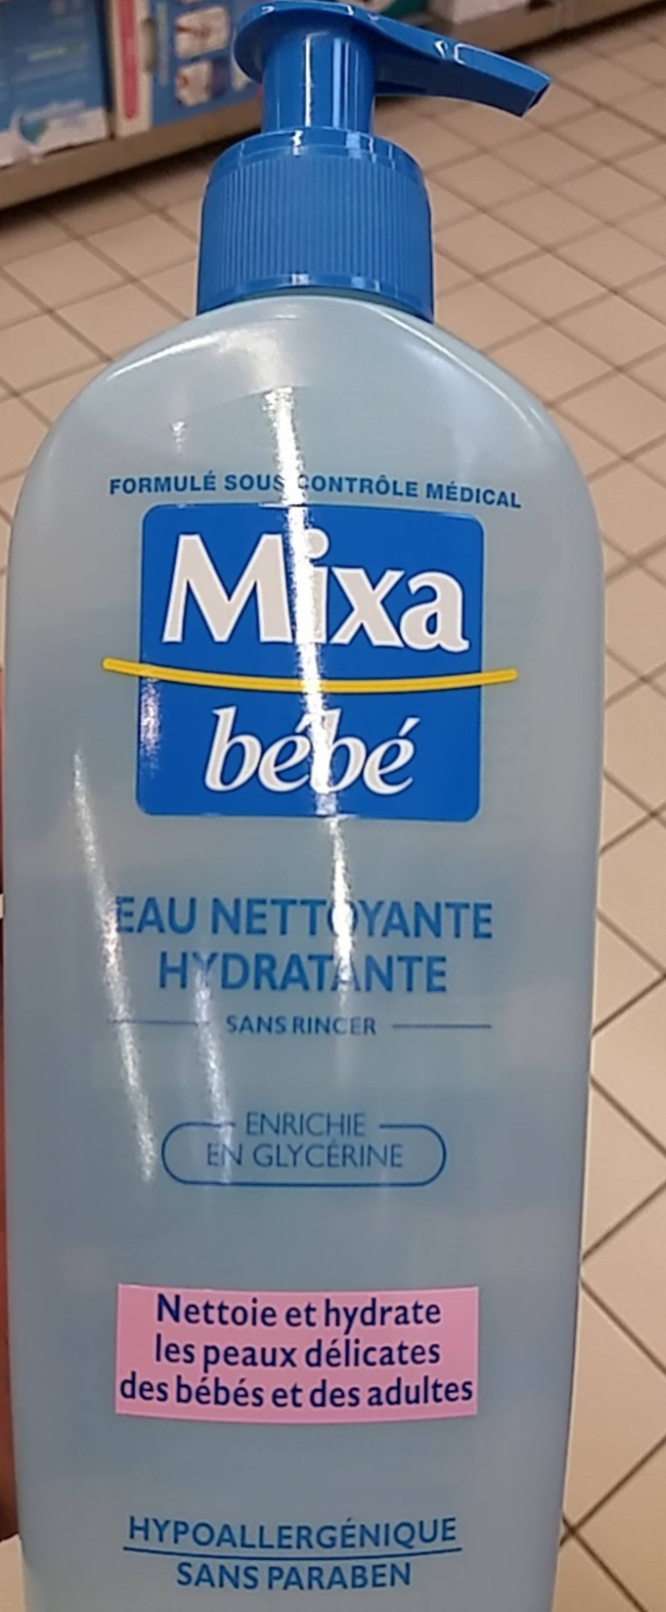 FORMULÉ SOUS CONTRÔLE MÉDICAL
Mixa
bébé
EAU NETTOYANTE
HYDRATANTE
SANS RINCER
ENRICHIE
EN GLYCÉRINE
Nettoie et hydrate
les peaux délicates
des bébés et des adultes
HYPOALLERGÉNIQUE
SANS PARABEN